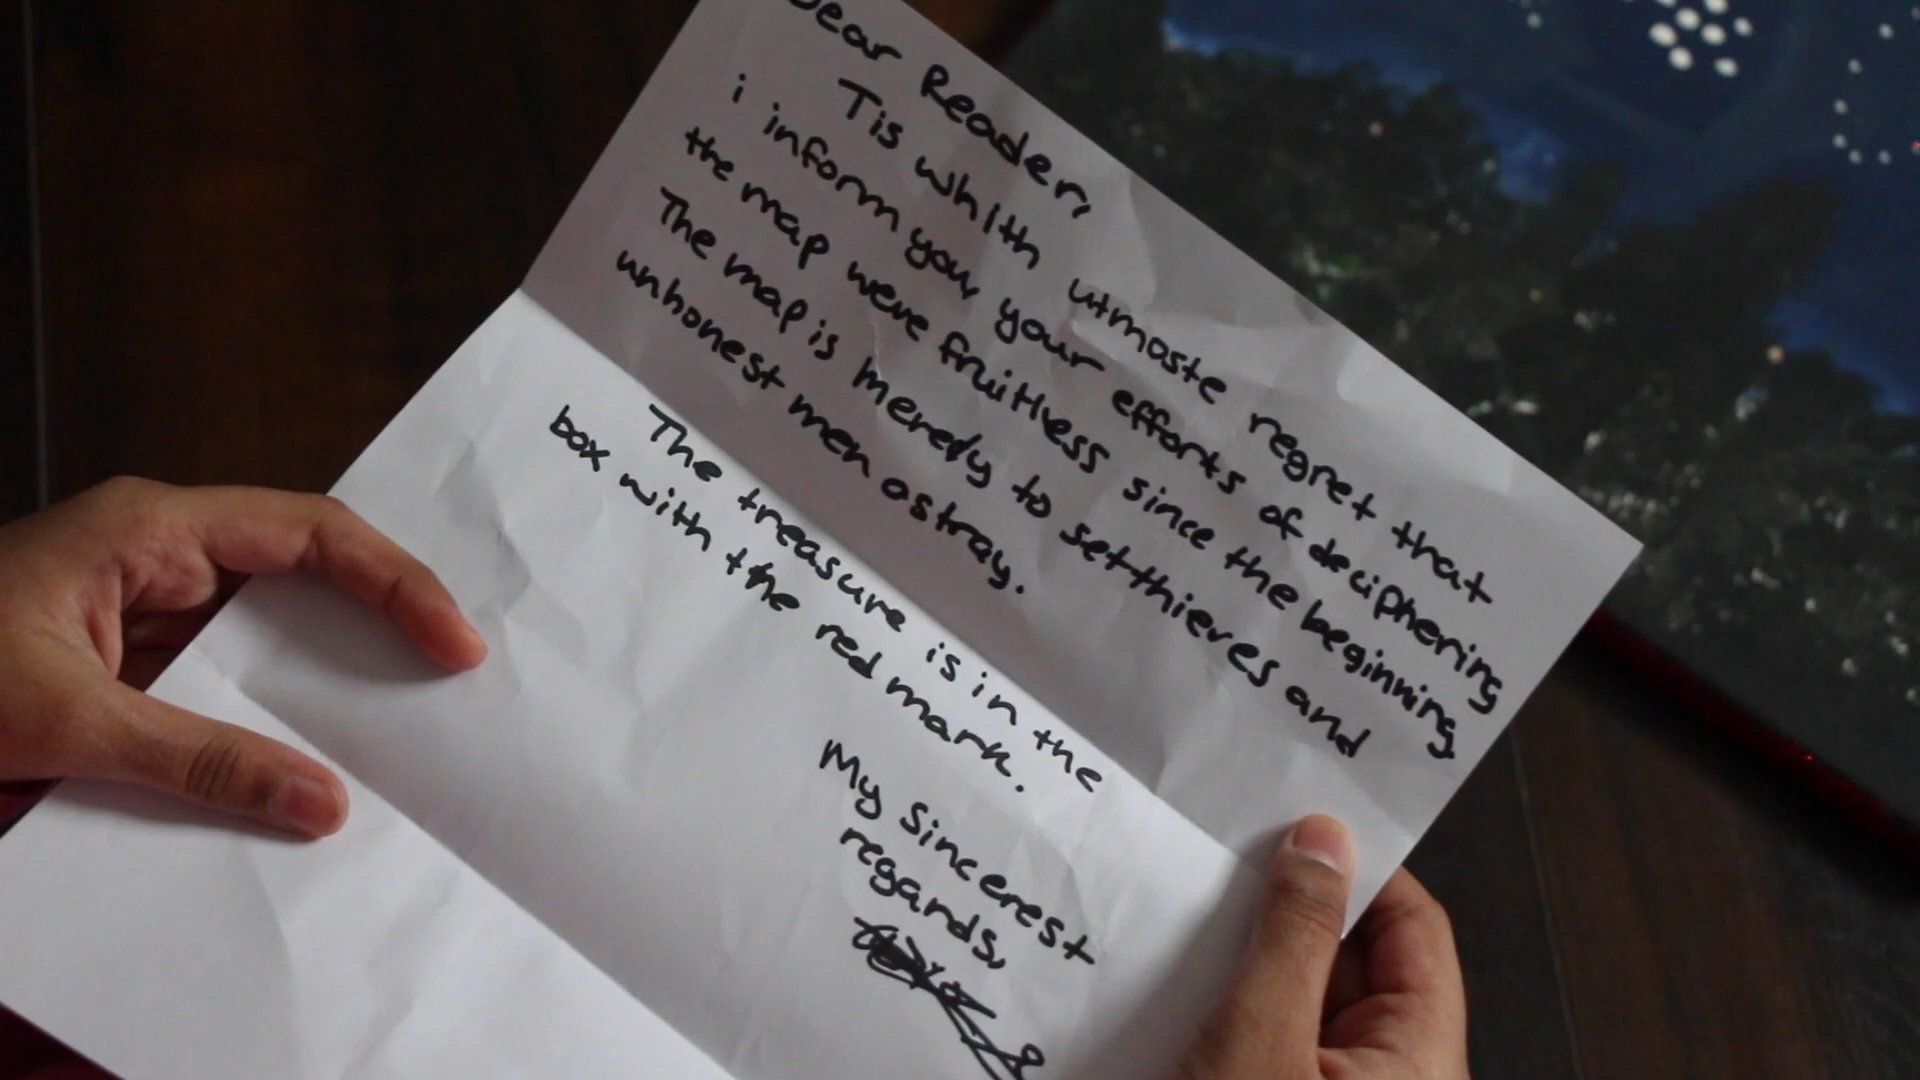 Dear Reader,
Tis whith utmoste regret that
i inform you, your efforts of deciphering
the map were fruitless since the beginning.
The map is merely to set thieves and
unhonest men astray.
The treasure is in the
box with the red mark.
My sincerest
regards,